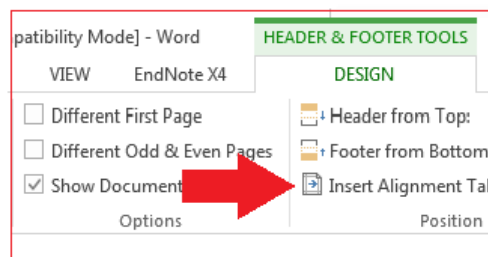 patibility Mode] - Word HEADER & FOOTER TOOLS
VIEW EndNote X4 DESIGN
Different First Page Header from Top:
Different Odd & Even Pages Footer from Bottom
Show Document Insert Alignment Ta
Options Position